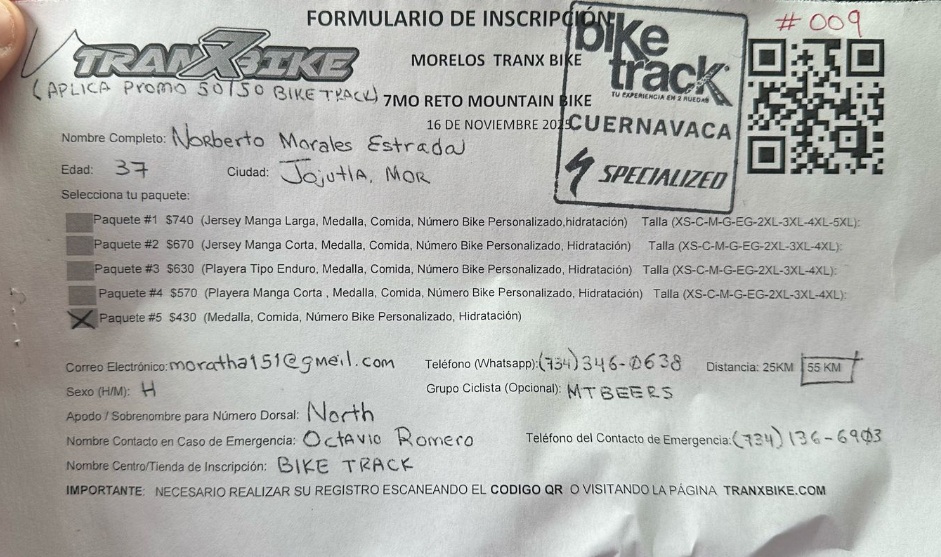 FORMULARIO DE INSCRIPCIÓN
# 009
TRANXBIKE
MORELOS TRANX BIKE
bike track
TU EXPERIENCIA EN 2 RUEDAS
(APLICA PROMO 50/50 BIKE TRACK)
7MO RETO MOUNTAIN BIKE
16 DE NOVIEMBRE 2025
CUERNAVACA
SPECIALIZED
Nombre Completo: Norberto Morales Estrada
Edad: 37 Ciudad: Jojutla, MOR
Selecciona tu paquete:
Paquete #1 $740 (Jersey Manga Larga, Medalla, Comida, Número Bike Personalizado,hidratación) Talla (XS-C-M-G-EG-2XL-3XL-4XL-5XL):
Paquete #2 $670 (Jersey Manga Corta, Medalla, Comida, Número Bike Personalizado, Hidratación) Talla (XS-C-M-G-EG-2XL-3XL-4XL):
Paquete #3 $630 (Playera Tipo Enduro, Medalla, Comida, Número Bike Personalizado, Hidratación) Talla (XS-C-M-G-EG-2XL-3XL-4XL):
Paquete #4 $570 (Playera Manga Corta , Medalla, Comida, Número Bike Personalizado, Hidratación) Talla (XS-C-M-G-EG-2XL-3XL-4XL):
X Paquete #5 $430 (Medalla, Comida, Número Bike Personalizado, Hidratación)
Correo Electrónico: moratha151@gmeil.com Teléfono (Whatsapp):(734)346-0638 Distancia: 25KM 55 KM
Sexo (H/M): H Grupo Ciclista (Opcional): MTBEERS
Apodo / Sobrenombre para Número Dorsal: North
Nombre Contacto en Caso de Emergencia: Octavio Romero Teléfono del Contacto de Emergencia:(734)136-6903
Nombre Centro/Tienda de Inscripción: BIKE TRACK
IMPORTANTE: NECESARIO REALIZAR SU REGISTRO ESCANEANDO EL CODIGO QR O VISITANDO LA PÁGINA TRANXBIKE.COM